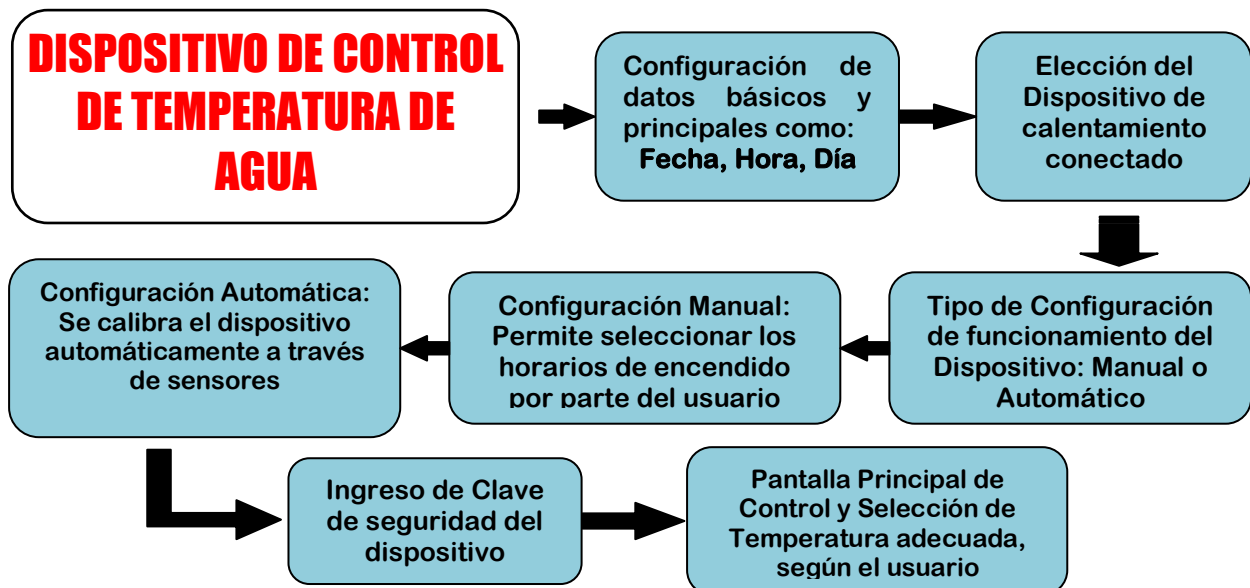 DISPOSITIVO DE CONTROL
DE TEMPERATURA DE
AGUA
Configuración de
datos básicos y
principales como:
Fecha, Hora, Día
Elección del
Dispositivo de
calentamiento
conectado
Tipo de Configuración
de funcionamiento del
Dispositivo: Manual o
Automático
Configuración Manual:
Permite seleccionar los
horarios de encendido
por parte del usuario
Configuración Automática:
Se calibra el dispositivo
automáticamente a través
de sensores
Ingreso de Clave
de seguridad del
dispositivo
Pantalla Principal de
Control y Selección de
Temperatura adecuada,
según el usuario